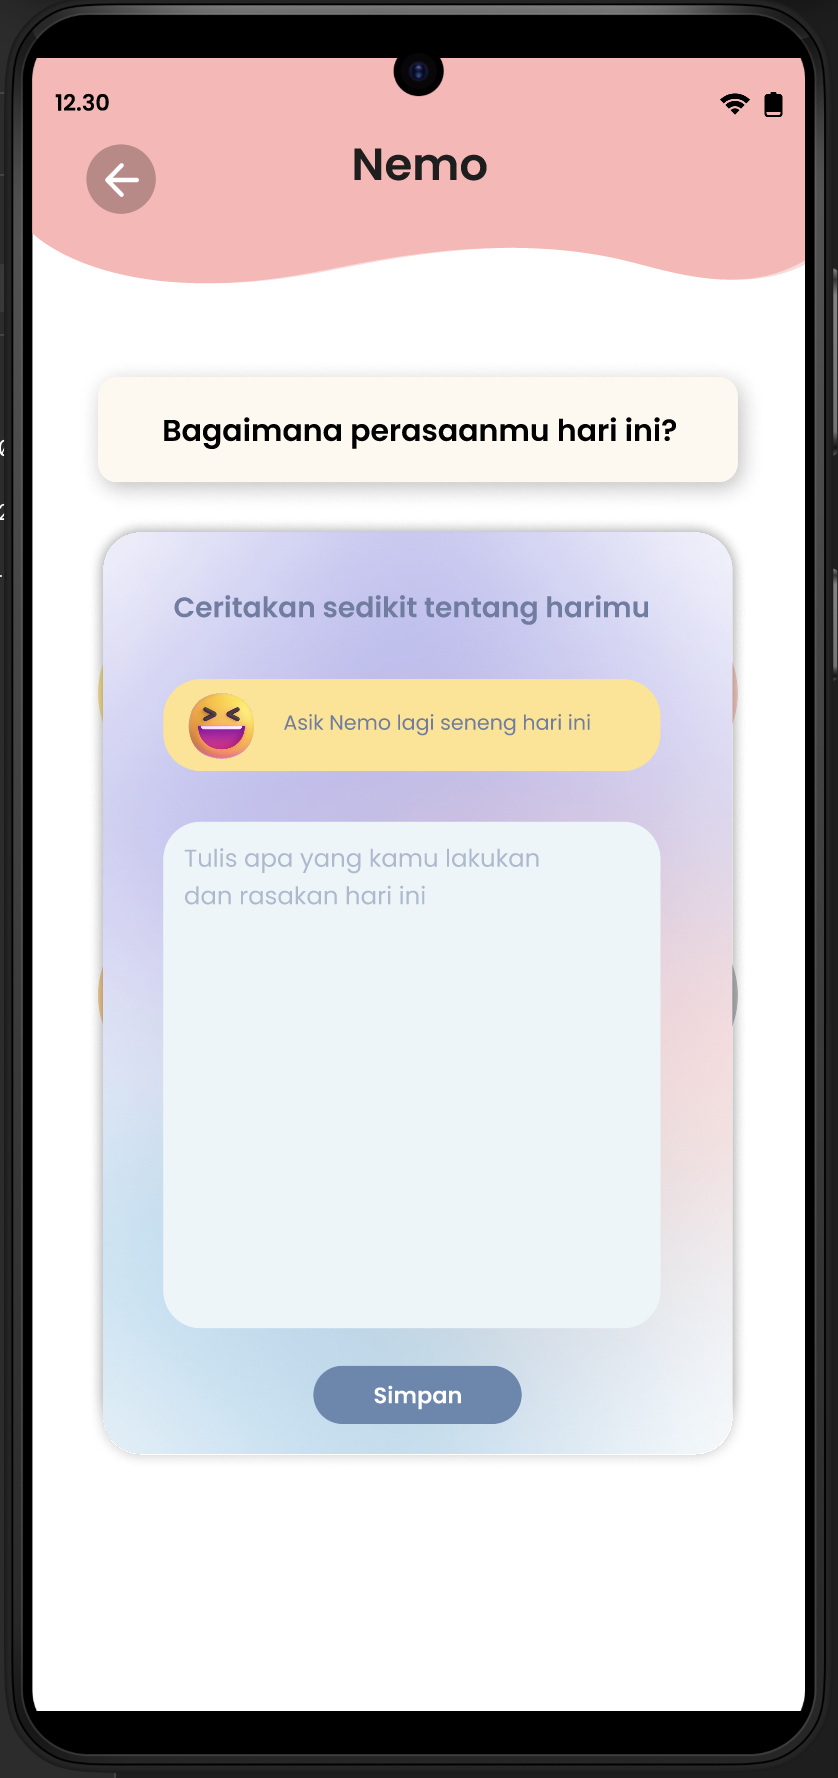 12.30
Nemo
Bagaimana perasaanmu hari ini?
Ceritakan sedikit tentang harimu
Asik Nemo lagi seneng hari ini
Tulis apa yang kamu lakukan
dan rasakan hari ini
Simpan